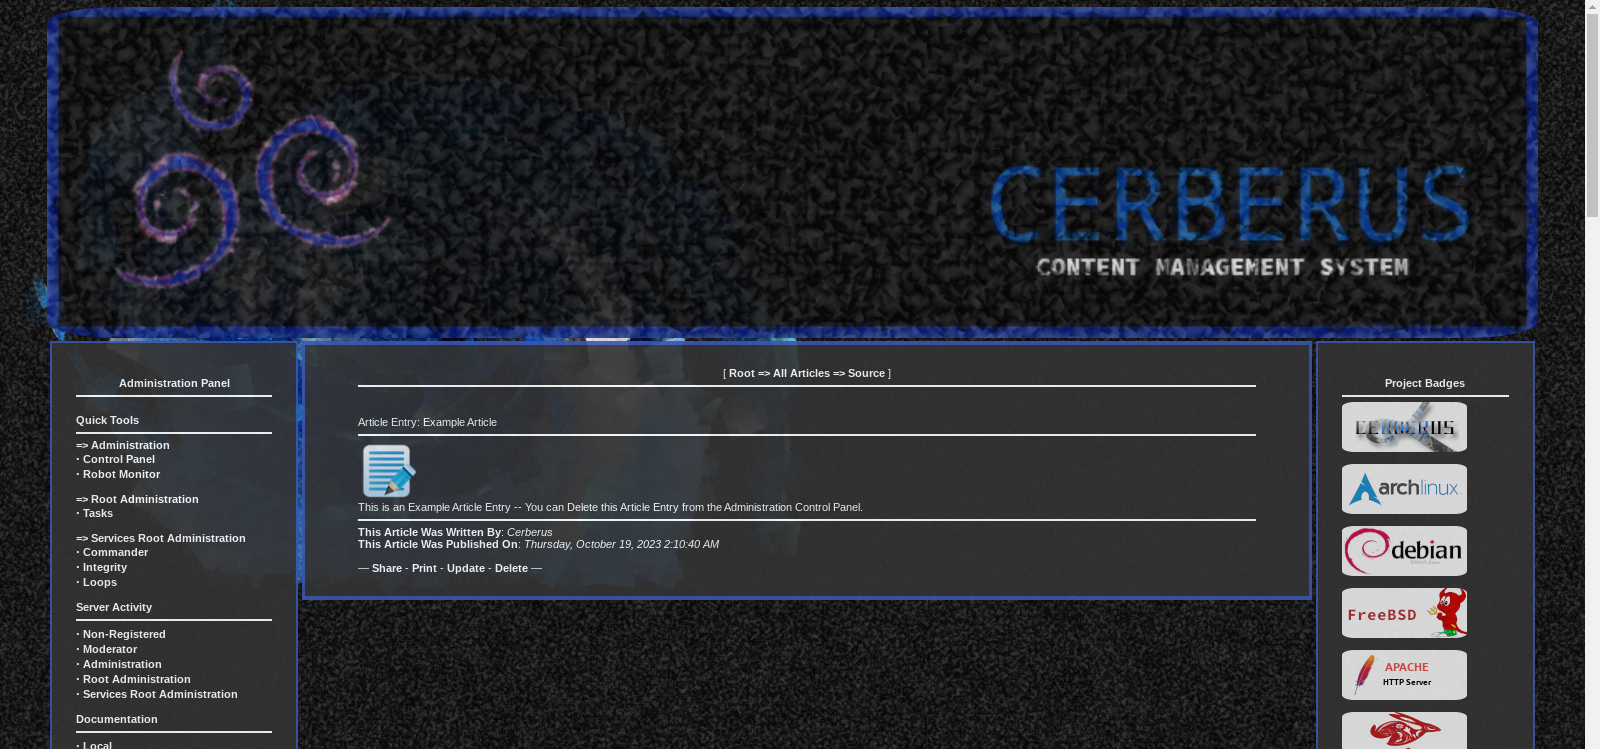 CERBERUS
CONTENT MANAGEMENT SYSTEM
Administration Panel
Quick Tools
=> Administration
· Control Panel
· Robot Monitor
=> Root Administration
· Tasks
=> Services Root Administration
· Commander
· Integrity
· Loops
Server Activity
· Non-Registered
· Moderator
· Administration
· Root Administration
· Services Root Administration
Documentation
· Local
[ Root => All Articles => Source ]
Article Entry: Example Article
This is an Example Article Entry -- You can Delete this Article Entry from the Administration Control Panel.
This Article Was Written By: Cerberus
This Article Was Published On: Thursday, October 19, 2023 2:10:40 AM
— Share - Print - Update - Delete —
Project Badges
CERBERUS
archlinux
debian
FreeBSD
APACHE
HTTP Server